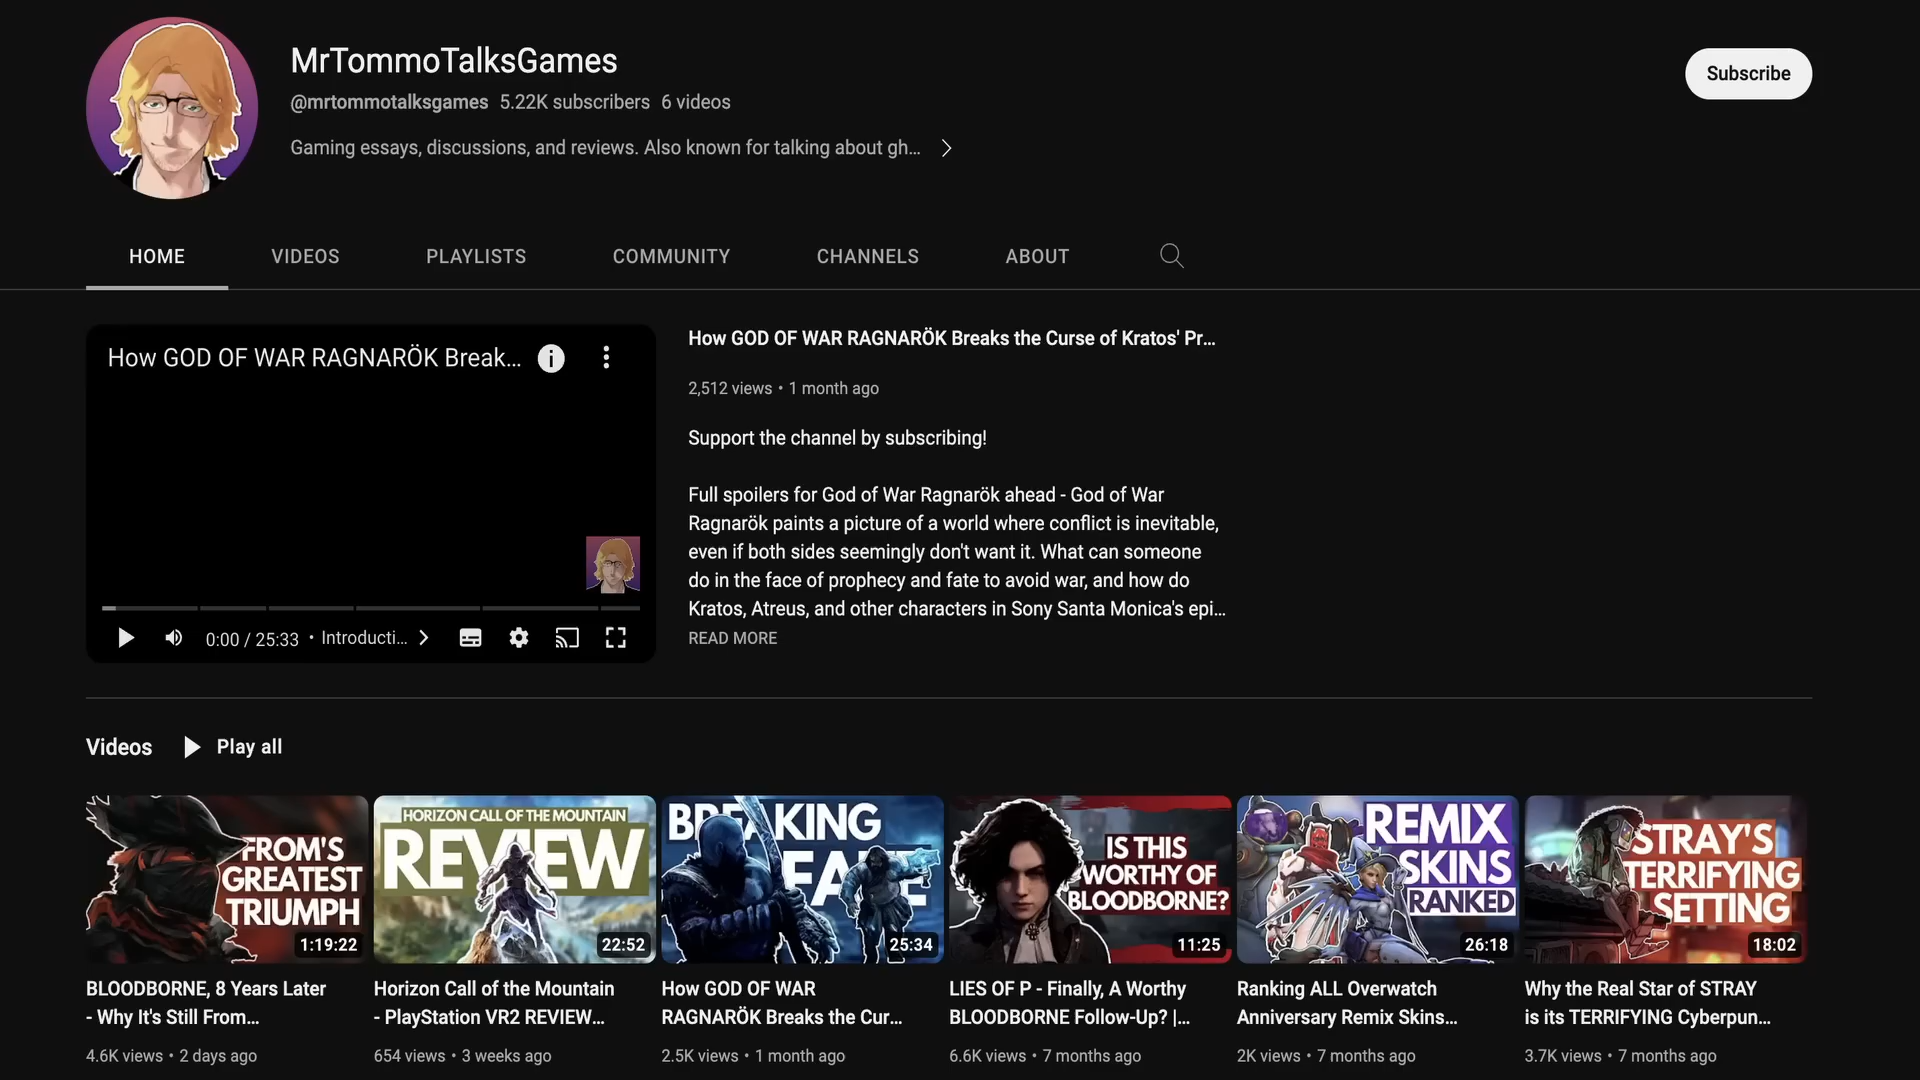 MrTommoTalksGames
Subscribe
@mrtommotalksgames 5.22K subscribers 6 videos
Gaming essays, discussions, and reviews. Also known for talking about gh...
HOME VIDEOS PLAYLISTS COMMUNITY CHANNELS ABOUT
How GOD OF WAR RAGNARÖK Break...
0:00 / 25:33 • Introducti...
How GOD OF WAR RAGNARÖK Breaks the Curse of Kratos' Pr...
2,512 views • 1 month ago
Support the channel by subscribing!
Full spoilers for God of War Ragnarök ahead - God of War
Ragnarök paints a picture of a world where conflict is inevitable,
even if both sides seemingly don't want it. What can someone
do in the face of prophecy and fate to avoid war, and how do
Kratos, Atreus, and other characters in Sony Santa Monica's epi...
READ MORE
Videos Play all
FROM'S
GREATEST
TRIUMPH
1:19:22
BLOODBORNE, 8 Years Later
- Why It's Still From...
4.6K views • 2 days ago
HORIZON CALL OF THE MOUNTAIN
REVIEW
22:52
Horizon Call of the Mountain
- PlayStation VR2 REVIEW...
654 views • 3 weeks ago
BREAKING
FATE
25:34
How GOD OF WAR
RAGNARÖK Breaks the Cur...
2.5K views • 1 month ago
IS THIS
WORTHY OF
BLOODBORNE?
11:25
LIES OF P - Finally, A Worthy
BLOODBORNE Follow-Up? |...
6.6K views • 7 months ago
REMIX
SKINS
RANKED
26:18
Ranking ALL Overwatch
Anniversary Remix Skins...
2K views • 7 months ago
STRAY'S
TERRIFYING
SETTING
18:02
Why the Real Star of STRAY
is its TERRIFYING Cyberpun...
3.7K views • 7 months ago